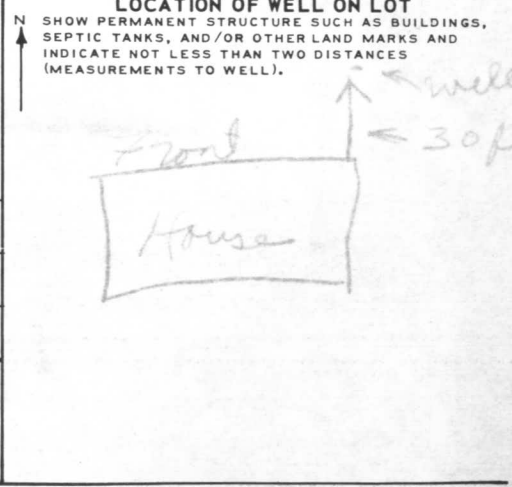 LOCATION OF WELL ON LOT
N SHOW PERMANENT STRUCTURE SUCH AS BUILDINGS,
SEPTIC TANKS, AND/OR OTHER LAND MARKS AND
INDICATE NOT LESS THAN TWO DISTANCES
(MEASUREMENTS TO WELL).
well
30 f
Front
House